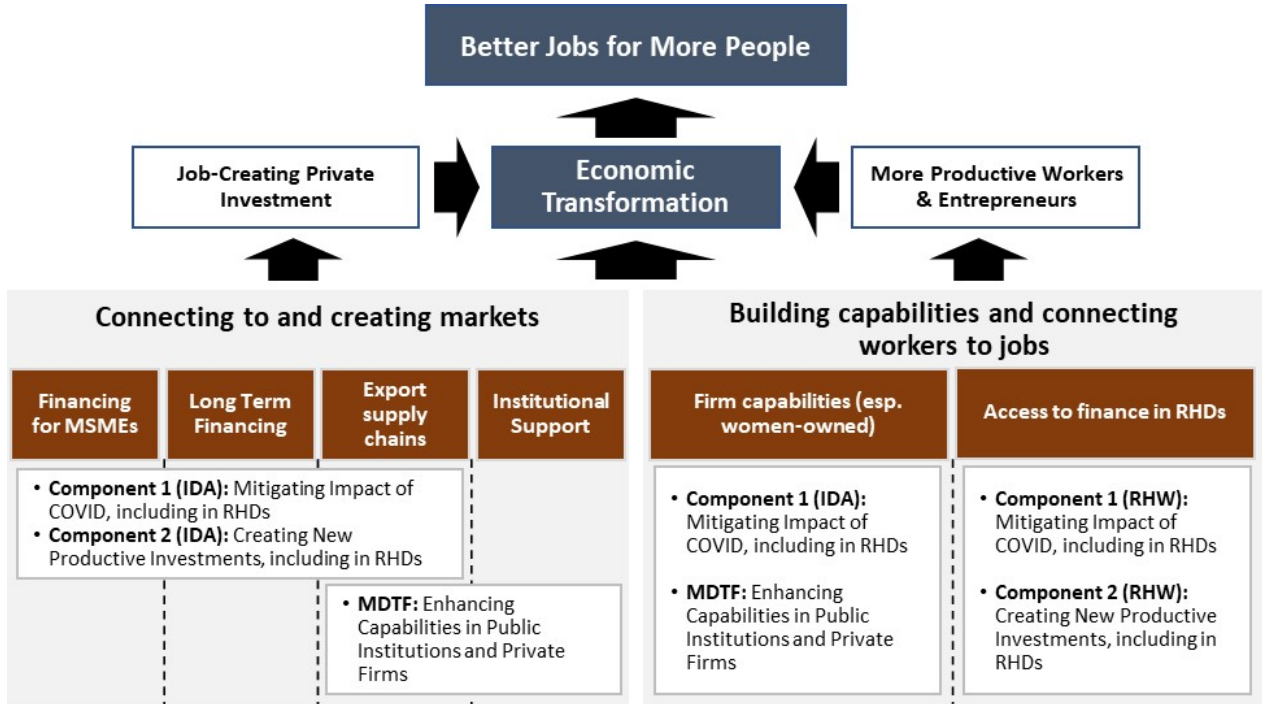 Better Jobs for More People
Job-Creating Private
Investment
Economic
Transformation
More Productive Workers
& Entrepreneurs
Connecting to and creating markets
Financing
for MSMEs
Long Term
Financing
Export
supply
chains
Institutional
Support
• Component 1 (IDA): Mitigating Impact of
COVID, including in RHDs
• Component 2 (IDA): Creating New
Productive Investments, including in RHDs
• MDTF: Enhancing
Capabilities in Public
Institutions and Private
Firms
Building capabilities and connecting
workers to jobs
Firm capabilities (esp.
women-owned)
Access to finance in RHDs
• Component 1 (IDA):
Mitigating Impact of
COVID, including in RHDs
• MDTF: Enhancing
Capabilities in Public
Institutions and Private
Firms
• Component 1 (RHW):
Mitigating Impact of
COVID, including in RHDs
• Component 2 (RHW):
Creating New Productive
Investments, including in
RHDs